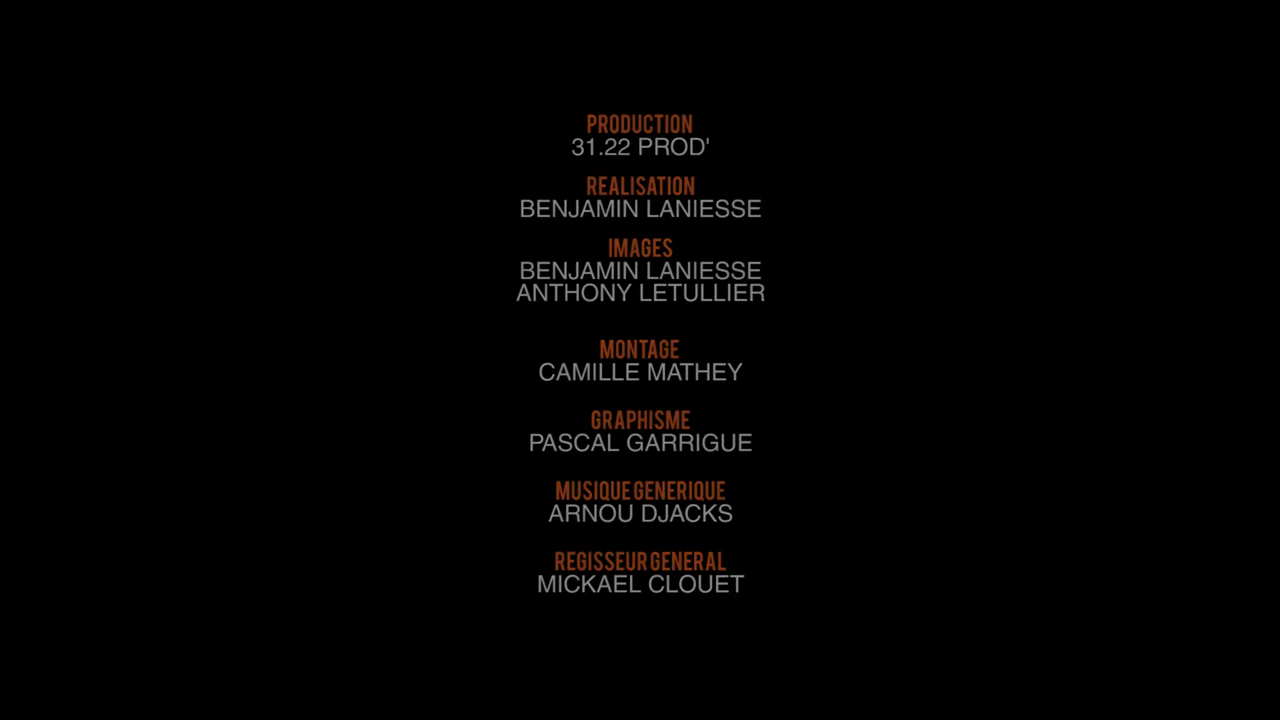 PRODUCTION
31.22 PROD'
REALISATION
BENJAMIN LANIESSE
IMAGES
BENJAMIN LANIESSE
ANTHONY LETULLIER
MONTAGE
CAMILLE MATHEY
GRAPHISME
PASCAL GARRIGUE
MUSIQUE GENERIQUE
ARNOU DJACKS
REGISSEUR GENERAL
MICKAEL CLOUET